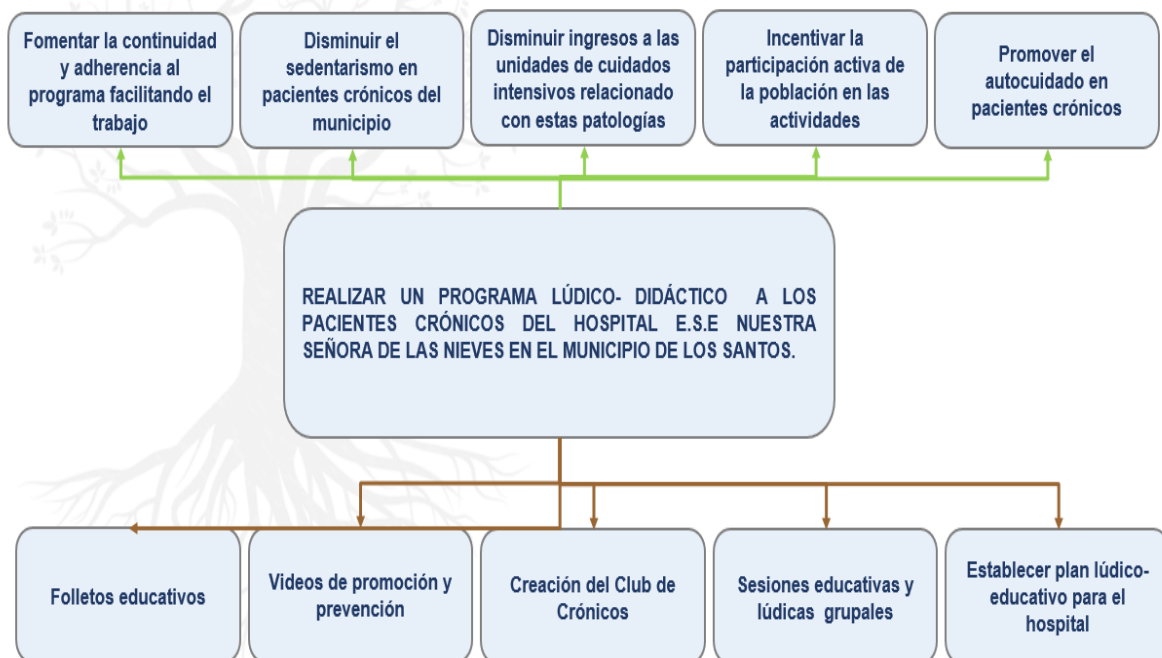 Fomentar la continuidad
y adherencia al
programa facilitando el
trabajo
Disminuir el
sedentarismo en
pacientes crónicos del
municipio
Disminuir ingresos a las
unidades de cuidados
intensivos relacionado
con estas patologías
Incentivar la
participación activa de
la población en las
actividades
Promover el
autocuidado en
pacientes crónicos
REALIZAR UN PROGRAMA LÚDICO- DIDÁCTICO A LOS
PACIENTES CRÓNICOS DEL HOSPITAL E.S.E NUESTRA
SEÑORA DE LAS NIEVES EN EL MUNICIPIO DE LOS SANTOS.
Folletos educativos
Videos de promoción y
prevención
Creación del Club de
Crónicos
Sesiones educativas y
lúdicas grupales
Establecer plan lúdico-
educativo para el
hospital